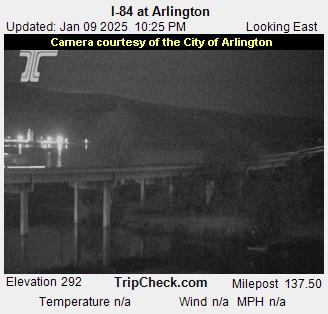 I-84 at Arlington
Updated: Jan 09 2025 10:25 PM Looking East
Camera courtesy of the City of Arlington
Elevation 292 TripCheck.com Milepost 137.50
Temperature n/a Wind n/a MPH n/a